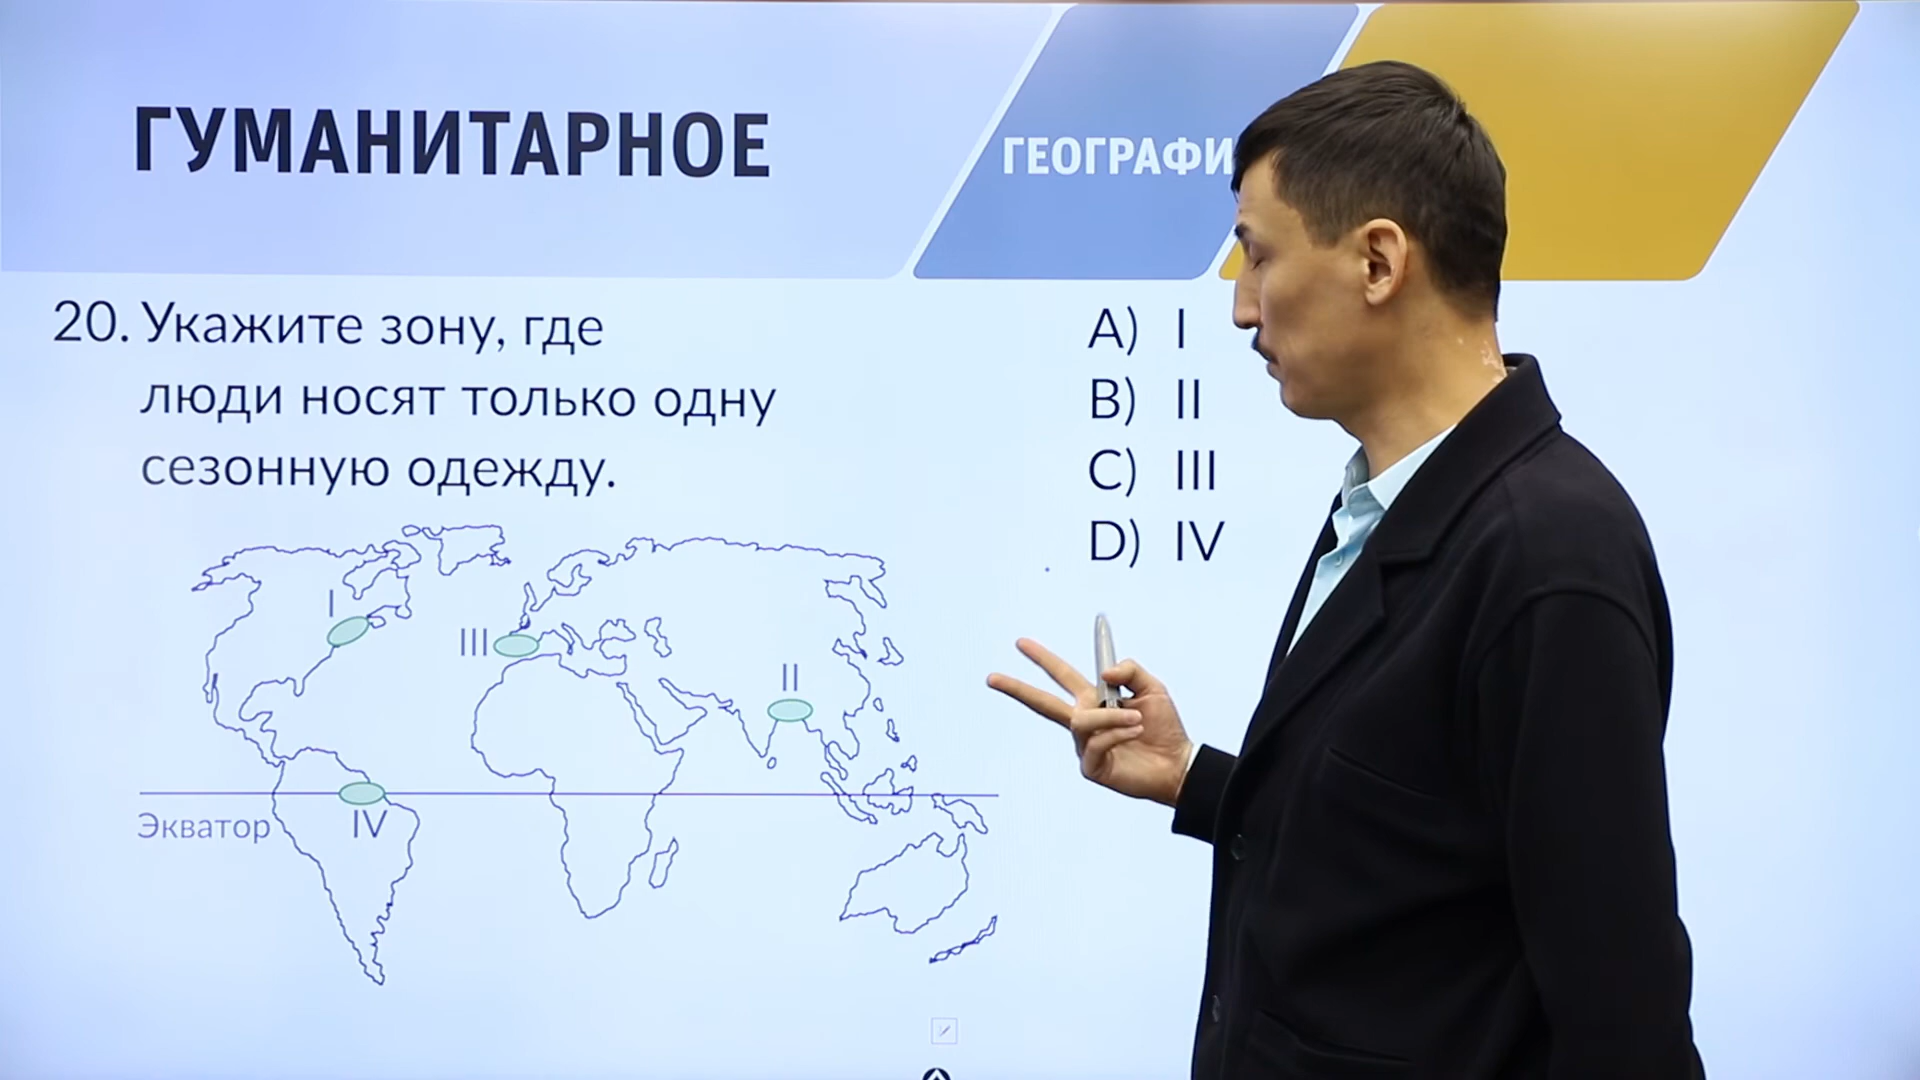 ГУМАНИТАРНОЕ
ГЕОГРАФИ
20. Укажите зону, где
люди носят только одну
сезонную одежду.
A) I
B) II
C) III
D) IV
I
III
II
Экватор
IV